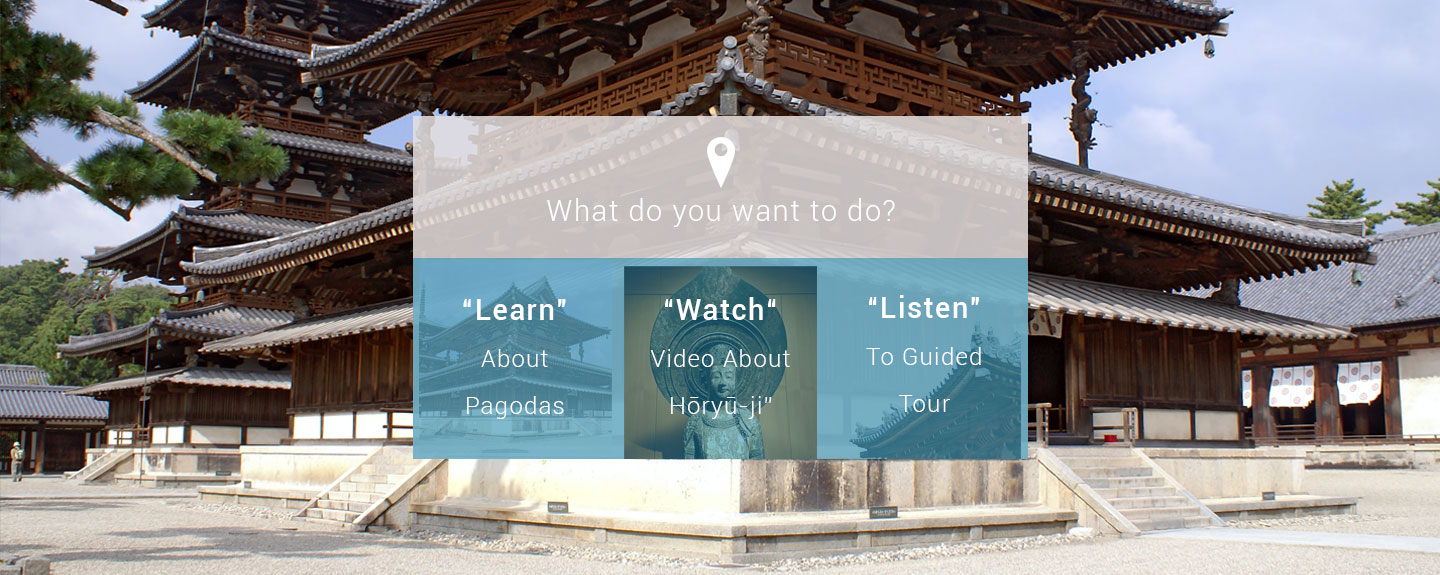 What do you want to do?
“Learn”
About
Pagodas
“Watch“
Video About
Hōryū-ji”
“Listen”
To Guided
Tour